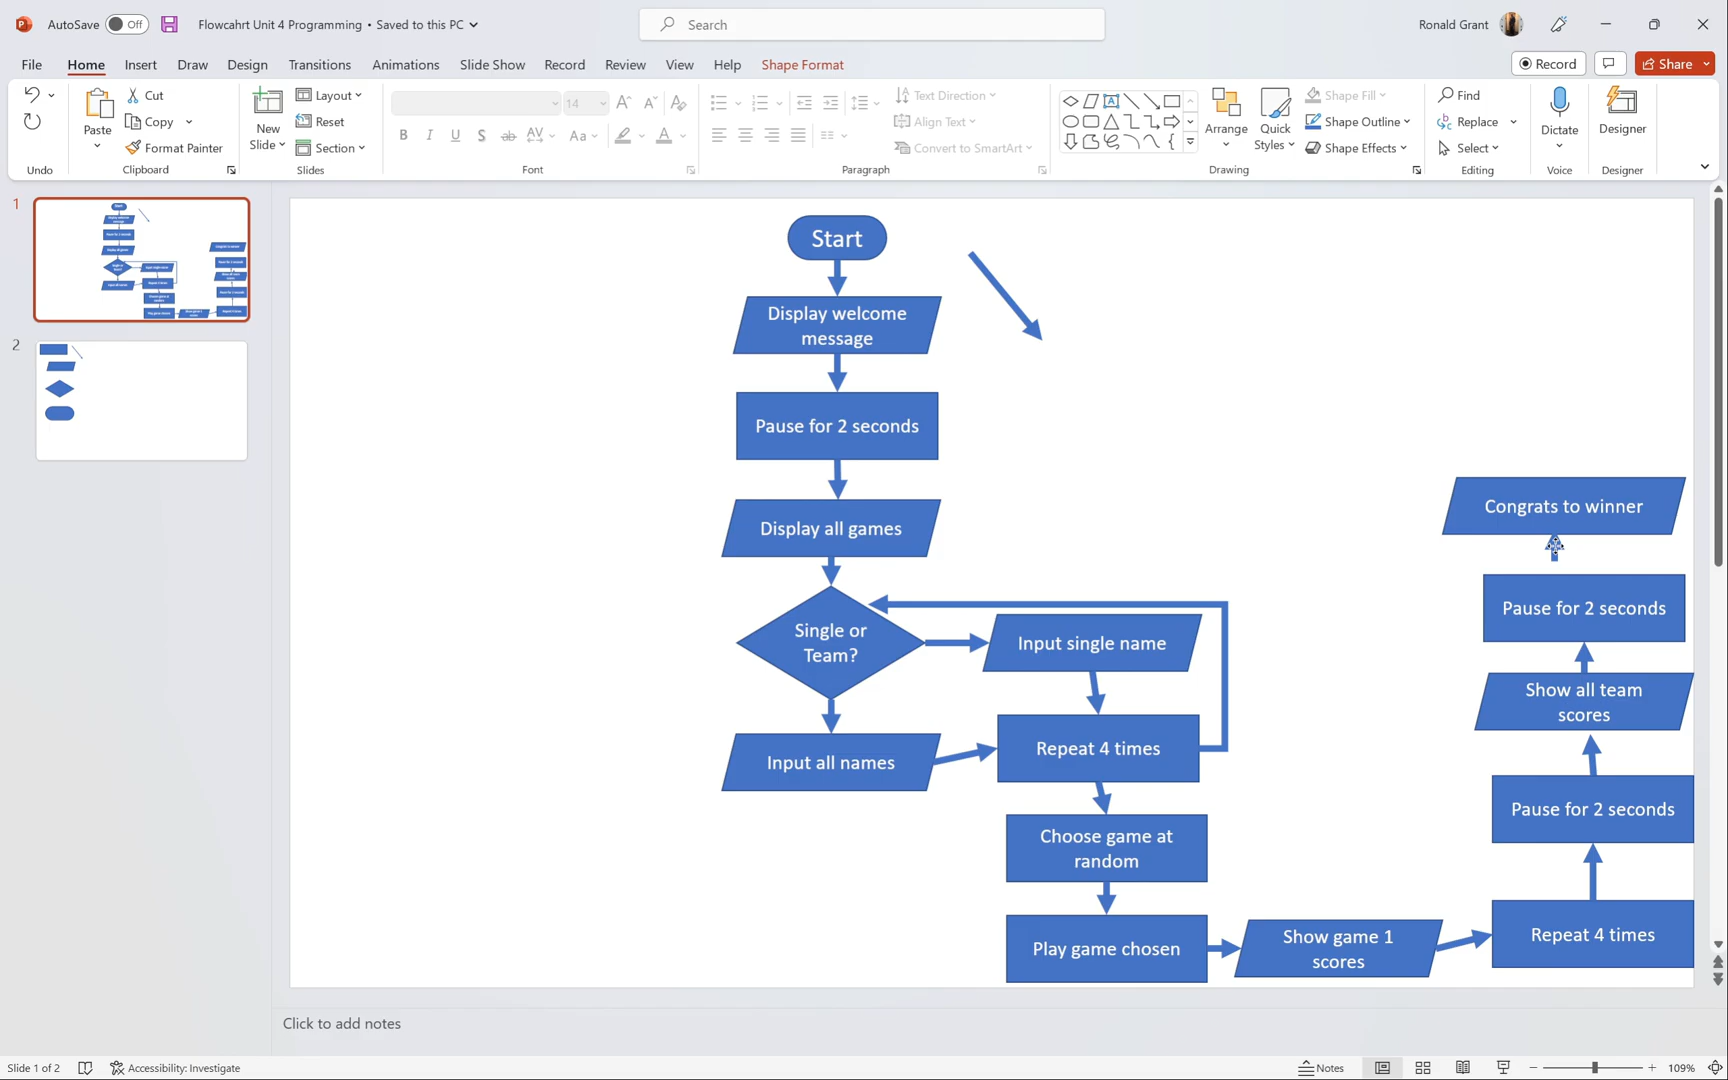 AutoSave Off Flowcahrt Unit 4 Programming • Saved to this PC Search Ronald Grant
File Home Insert Draw Design Transitions Animations Slide Show Record Review View Help Shape Format Record Share
Cut Layout 14 Text Direction Shape Fill Find
Copy Reset Align Text Shape Outline Replace
Paste New Slide Arrange Quick Styles Dictate Designer
Format Painter Section Convert to SmartArt Shape Effects Select
Undo Clipboard Slides Font Paragraph Drawing Editing Voice Designer
1
2
Start
Display welcome
message
Pause for 2 seconds
Display all games
Single or
Team?
Input single name
Input all names
Repeat 4 times
Choose game at
random
Play game chosen
Show game 1
scores
Repeat 4 times
Pause for 2 seconds
Show all team
scores
Pause for 2 seconds
Congrats to winner
Click to add notes
Slide 1 of 2 Accessibility: Investigate Notes 109%